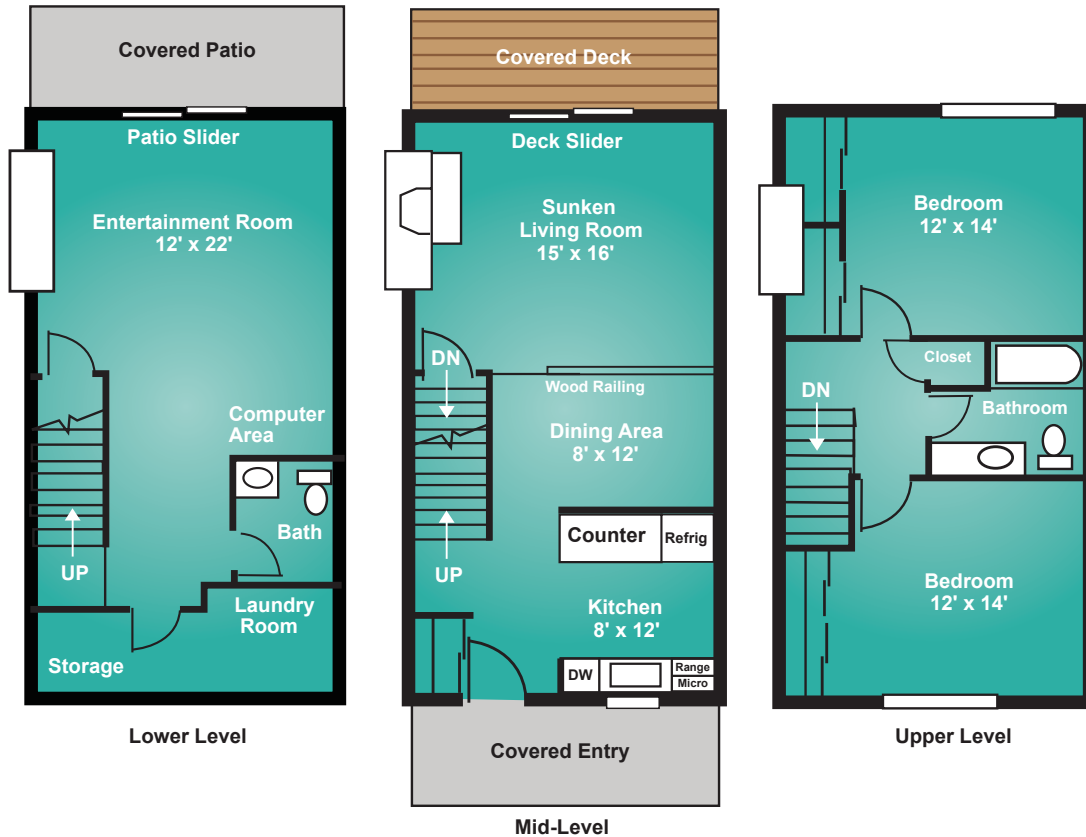 Covered Patio
Patio Slider
Entertainment Room
12' x 22'
Computer
Area
Bath
UP
Laundry
Room
Storage
Lower Level
Covered Deck
Deck Slider
Sunken
Living Room
15' x 16'
DN
Wood Railing
Dining Area
8' x 12'
Counter
Refrig
UP
Kitchen
8' x 12'
DW
Range
Micro
Covered Entry
Mid-Level
Bedroom
12' x 14'
Closet
DN
Bathroom
Bedroom
12' x 14'
Upper Level